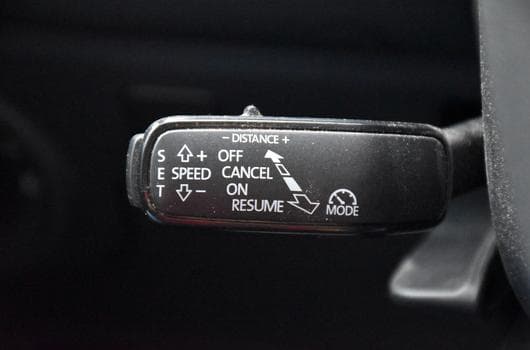 - DISTANCE +
S + OFF
E SPEED CANCEL
T - ON
RESUME
MODE